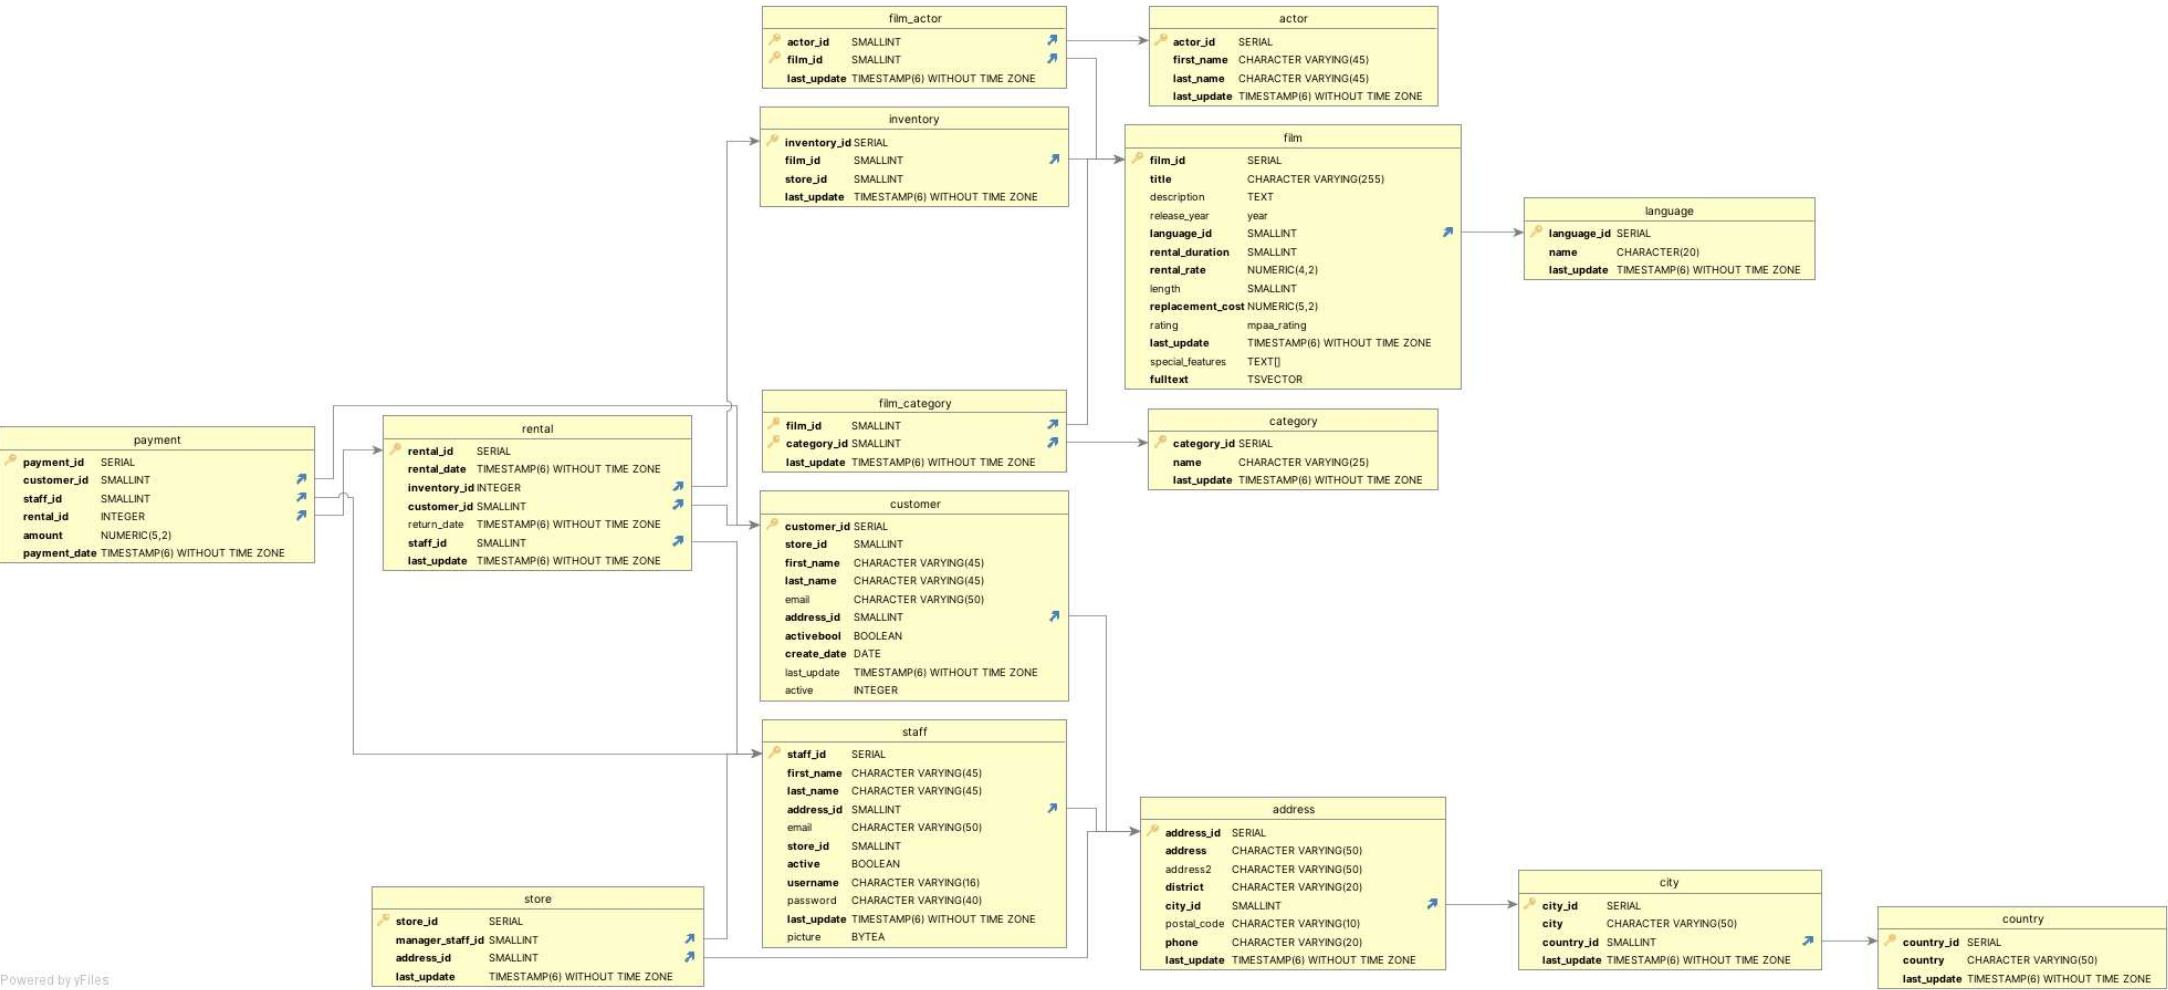 film_actor
actor_id SMALLINT
film_id SMALLINT
last_update TIMESTAMP(6) WITHOUT TIME ZONE
actor
actor_id SERIAL
first_name CHARACTER VARYING(45)
last_name CHARACTER VARYING(45)
last_update TIMESTAMP(6) WITHOUT TIME ZONE
inventory
inventory_id SERIAL
film_id SMALLINT
store_id SMALLINT
last_update TIMESTAMP(6) WITHOUT TIME ZONE
film
film_id SERIAL
title CHARACTER VARYING(255)
description TEXT
release_year year
language_id SMALLINT
rental_duration SMALLINT
rental_rate NUMERIC(4,2)
length SMALLINT
replacement_cost NUMERIC(5,2)
rating mpaa_rating
last_update TIMESTAMP(6) WITHOUT TIME ZONE
special_features TEXT[]
fulltext TSVECTOR
language
language_id SERIAL
name CHARACTER(20)
last_update TIMESTAMP(6) WITHOUT TIME ZONE
film_category
film_id SMALLINT
category_id SMALLINT
last_update TIMESTAMP(6) WITHOUT TIME ZONE
category
category_id SERIAL
name CHARACTER VARYING(25)
last_update TIMESTAMP(6) WITHOUT TIME ZONE
payment
payment_id SERIAL
customer_id SMALLINT
staff_id SMALLINT
rental_id INTEGER
amount NUMERIC(5,2)
payment_date TIMESTAMP(6) WITHOUT TIME ZONE
rental
rental_id SERIAL
rental_date TIMESTAMP(6) WITHOUT TIME ZONE
inventory_id INTEGER
customer_id SMALLINT
return_date TIMESTAMP(6) WITHOUT TIME ZONE
staff_id SMALLINT
last_update TIMESTAMP(6) WITHOUT TIME ZONE
customer
customer_id SERIAL
store_id SMALLINT
first_name CHARACTER VARYING(45)
last_name CHARACTER VARYING(45)
email CHARACTER VARYING(50)
address_id SMALLINT
activebool BOOLEAN
create_date DATE
last_update TIMESTAMP(6) WITHOUT TIME ZONE
active INTEGER
staff
staff_id SERIAL
first_name CHARACTER VARYING(45)
last_name CHARACTER VARYING(45)
address_id SMALLINT
email CHARACTER VARYING(50)
store_id SMALLINT
active BOOLEAN
username CHARACTER VARYING(16)
password CHARACTER VARYING(40)
last_update TIMESTAMP(6) WITHOUT TIME ZONE
picture BYTEA
store
store_id SERIAL
manager_staff_id SMALLINT
address_id SMALLINT
last_update TIMESTAMP(6) WITHOUT TIME ZONE
address
address_id SERIAL
address CHARACTER VARYING(50)
address2 CHARACTER VARYING(50)
district CHARACTER VARYING(20)
city_id SMALLINT
postal_code CHARACTER VARYING(10)
phone CHARACTER VARYING(20)
last_update TIMESTAMP(6) WITHOUT TIME ZONE
city
city_id SERIAL
city CHARACTER VARYING(50)
country_id SMALLINT
last_update TIMESTAMP(6) WITHOUT TIME ZONE
country
country_id SERIAL
country CHARACTER VARYING(50)
last_update TIMESTAMP(6) WITHOUT TIME ZONE
Powered by yFiles